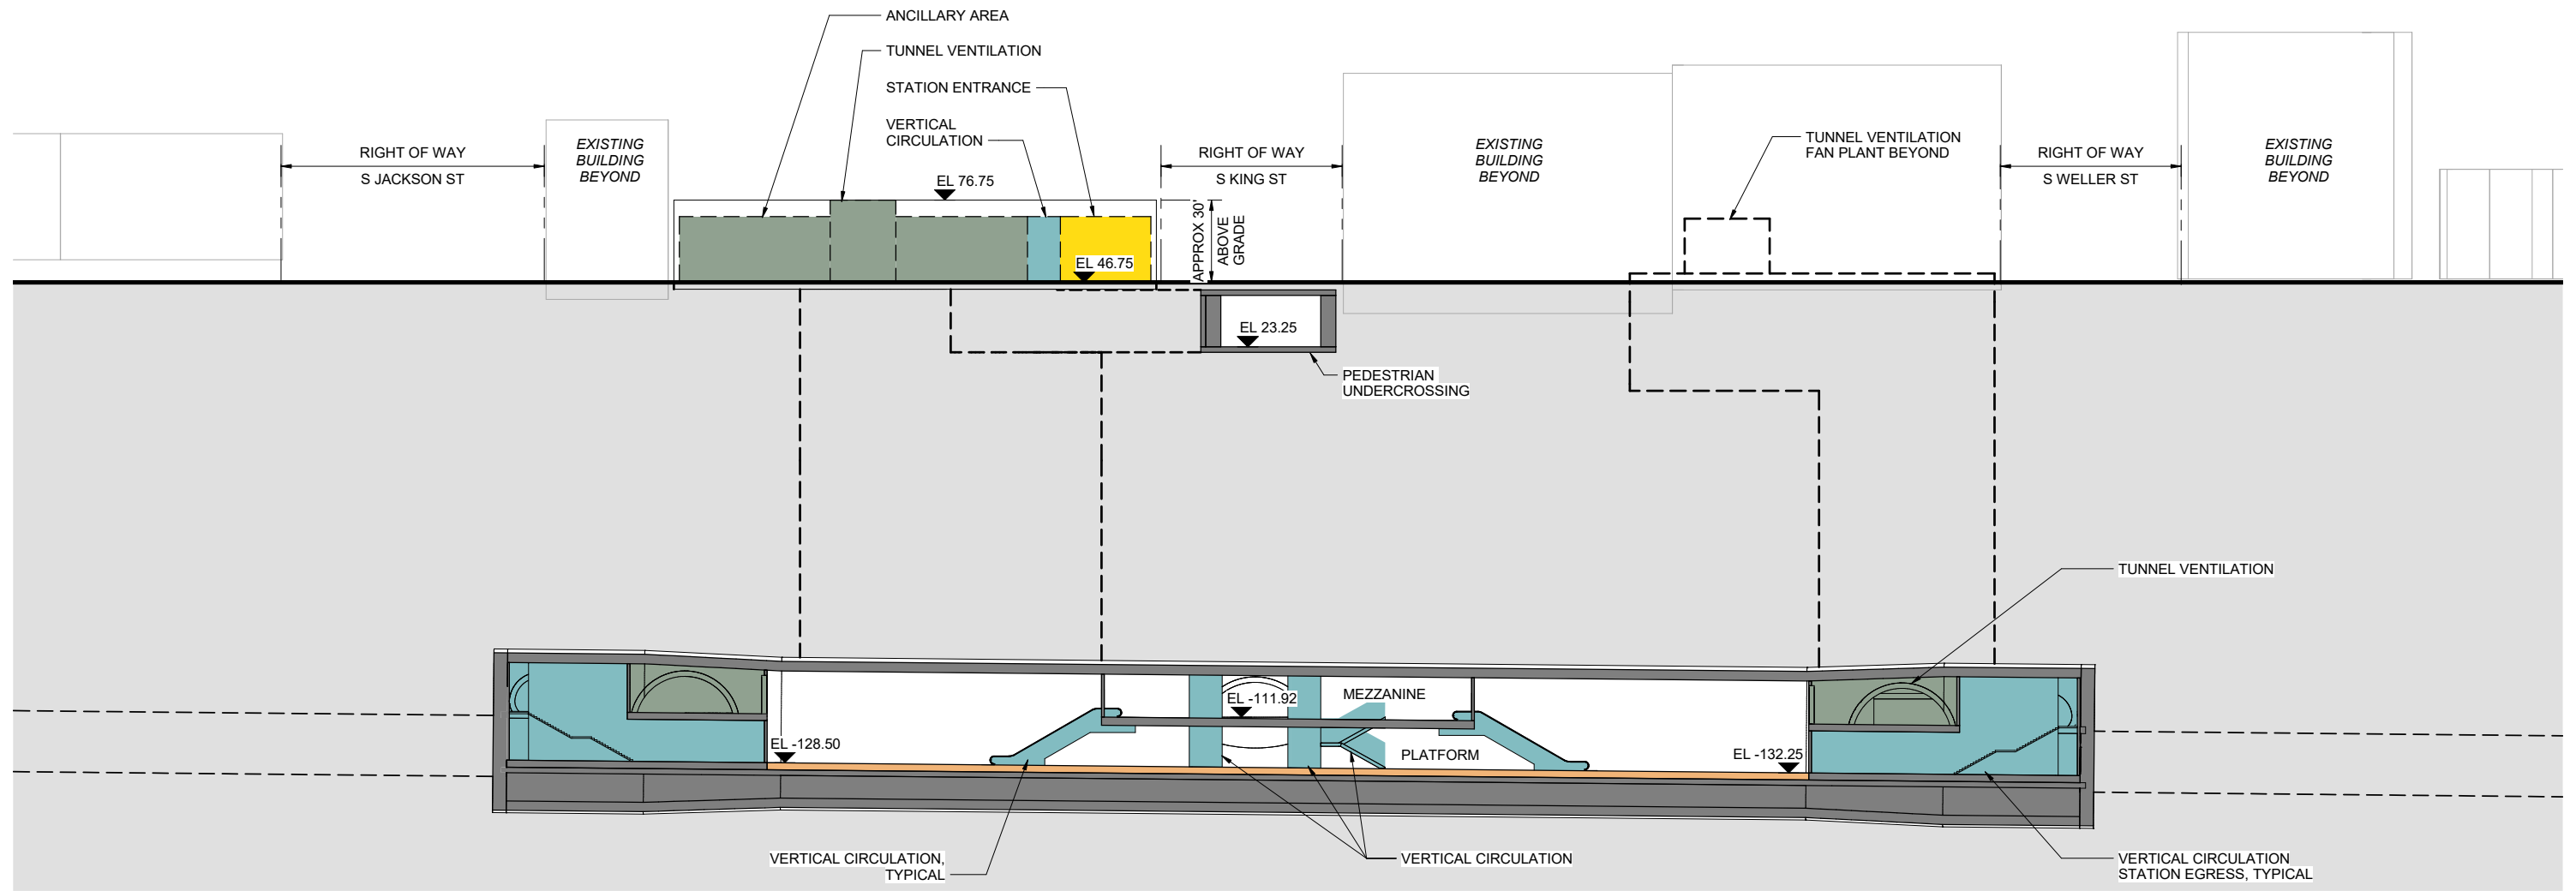 ANCILLARY AREA
TUNNEL VENTILATION
STATION ENTRANCE
VERTICAL
CIRCULATION
RIGHT OF WAY
S JACKSON ST
EXISTING
BUILDING
BEYOND
EL 76.75
EL 46.75
APPROX 30'
ABOVE
GRADE
RIGHT OF WAY
S KING ST
EXISTING
BUILDING
BEYOND
TUNNEL VENTILATION
FAN PLANT BEYOND
RIGHT OF WAY
S WELLER ST
EXISTING
BUILDING
BEYOND
EL 23.25
PEDESTRIAN
UNDERCROSSING
TUNNEL VENTILATION
EL -111.92
MEZZANINE
EL -128.50
PLATFORM
EL -132.25
VERTICAL CIRCULATION,
TYPICAL
VERTICAL CIRCULATION
VERTICAL CIRCULATION
STATION EGRESS, TYPICAL